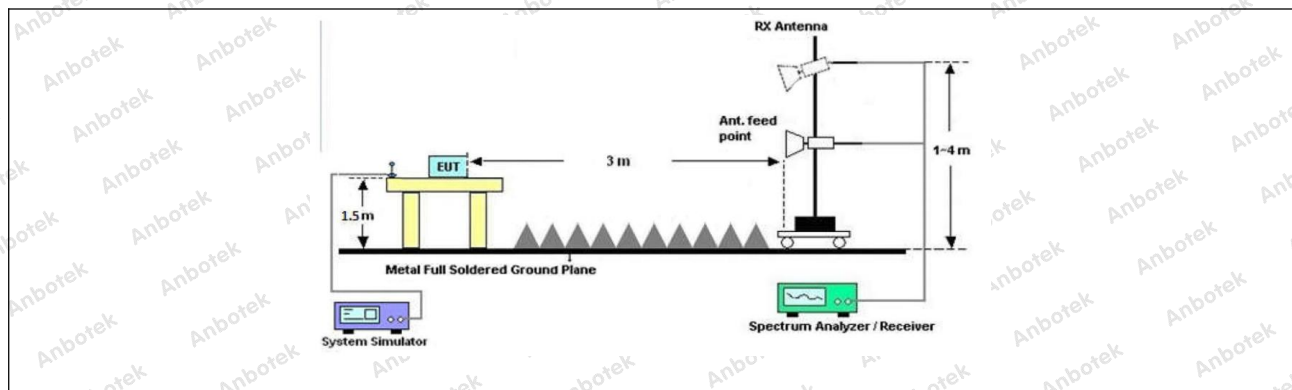 RX Antenna
Ant. feed
point
1~4 m
3 m
EUT
1.5 m
Metal Full Soldered Ground Plane
System Simulator
Spectrum Analyzer / Receiver
Anbotek